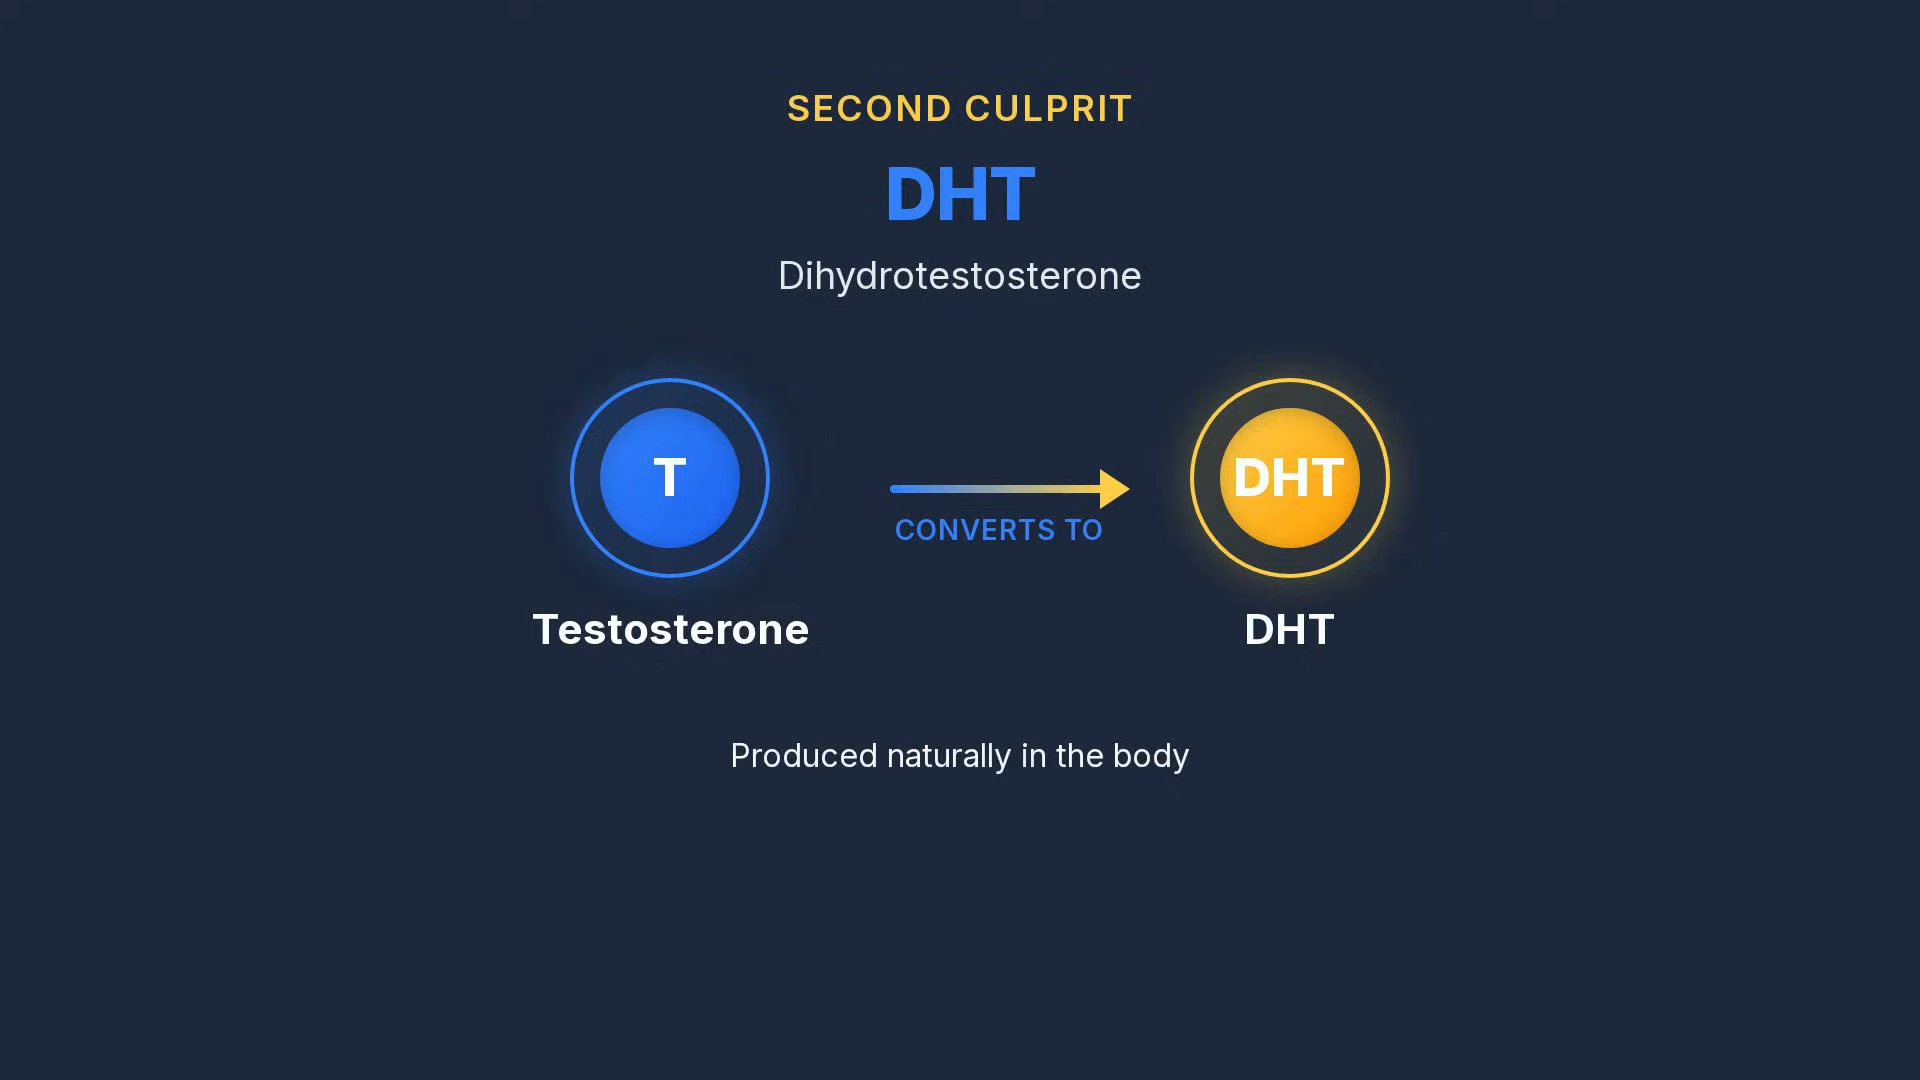 SECOND CULPRIT
DHT
Dihydrotestosterone
T
DHT
CONVERTS TO
Testosterone
DHT
Produced naturally in the body